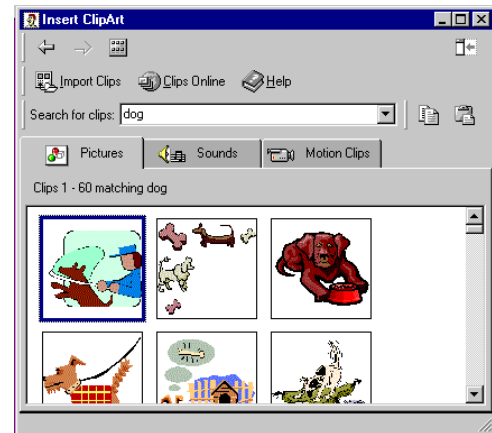 Insert ClipArt
Import Clips Clips Online Help
Search for clips: dog
Pictures Sounds Motion Clips
Clips 1 - 60 matching dog